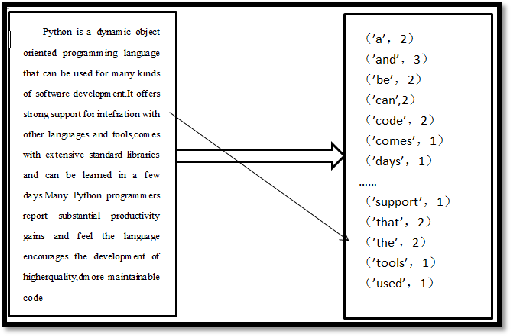 Python is a dynamic object
oriented programming language
that can be used for many kinds
of software development.It offers
strong,support for intefration with
other languages and tools,comes
with extensive standard libraries
and can be learned in a few
days.Many Python programmers
report substantial productivity
gains and feel the language
encourages the development of
higherquality,dmore maintainable
code
('a', 2)
('and', 3)
('be', 2)
('can',2)
('code', 2)
('comes', 1)
('days', 1)
......
('support', 1)
('that', 2)
('the', 2)
('tools', 1)
('used', 1)